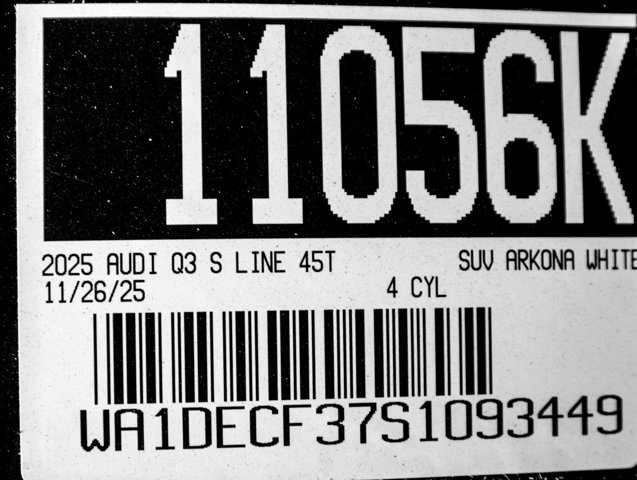 11056K
2025 AUDI Q3 S LINE 45T SUV ARKONA WHITE
11/26/25 4 CYL
WA1DECF37S1093449